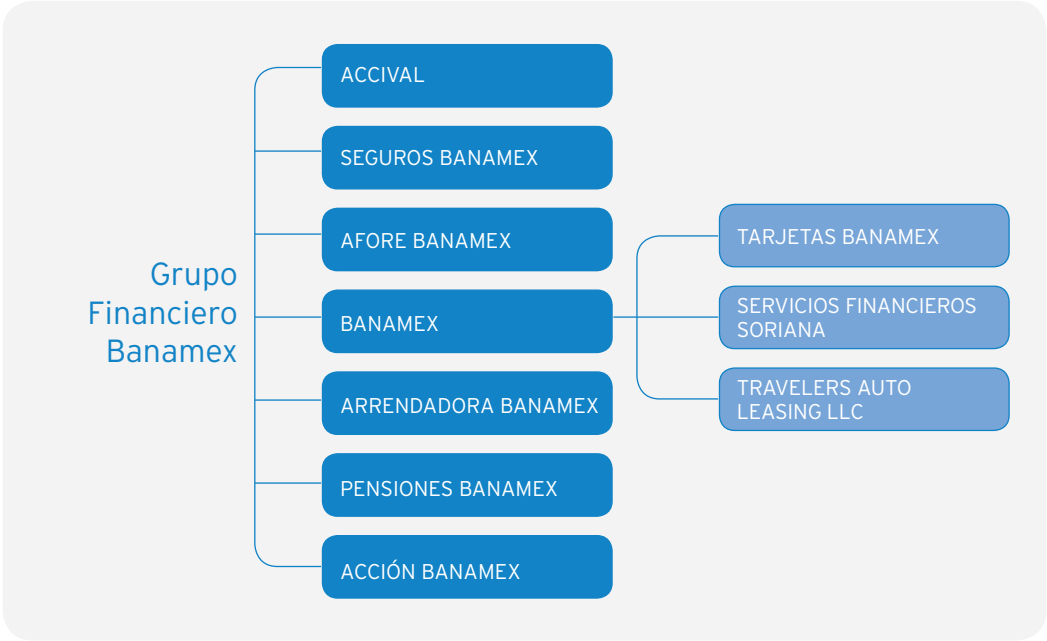 Grupo
Financiero
Banamex
ACCIVAL
SEGUROS BANAMEX
AFORE BANAMEX
BANAMEX
ARRENDADORA BANAMEX
PENSIONES BANAMEX
ACCIÓN BANAMEX
TARJETAS BANAMEX
SERVICIOS FINANCIEROS
SORIANA
TRAVELERS AUTO
LEASING LLC